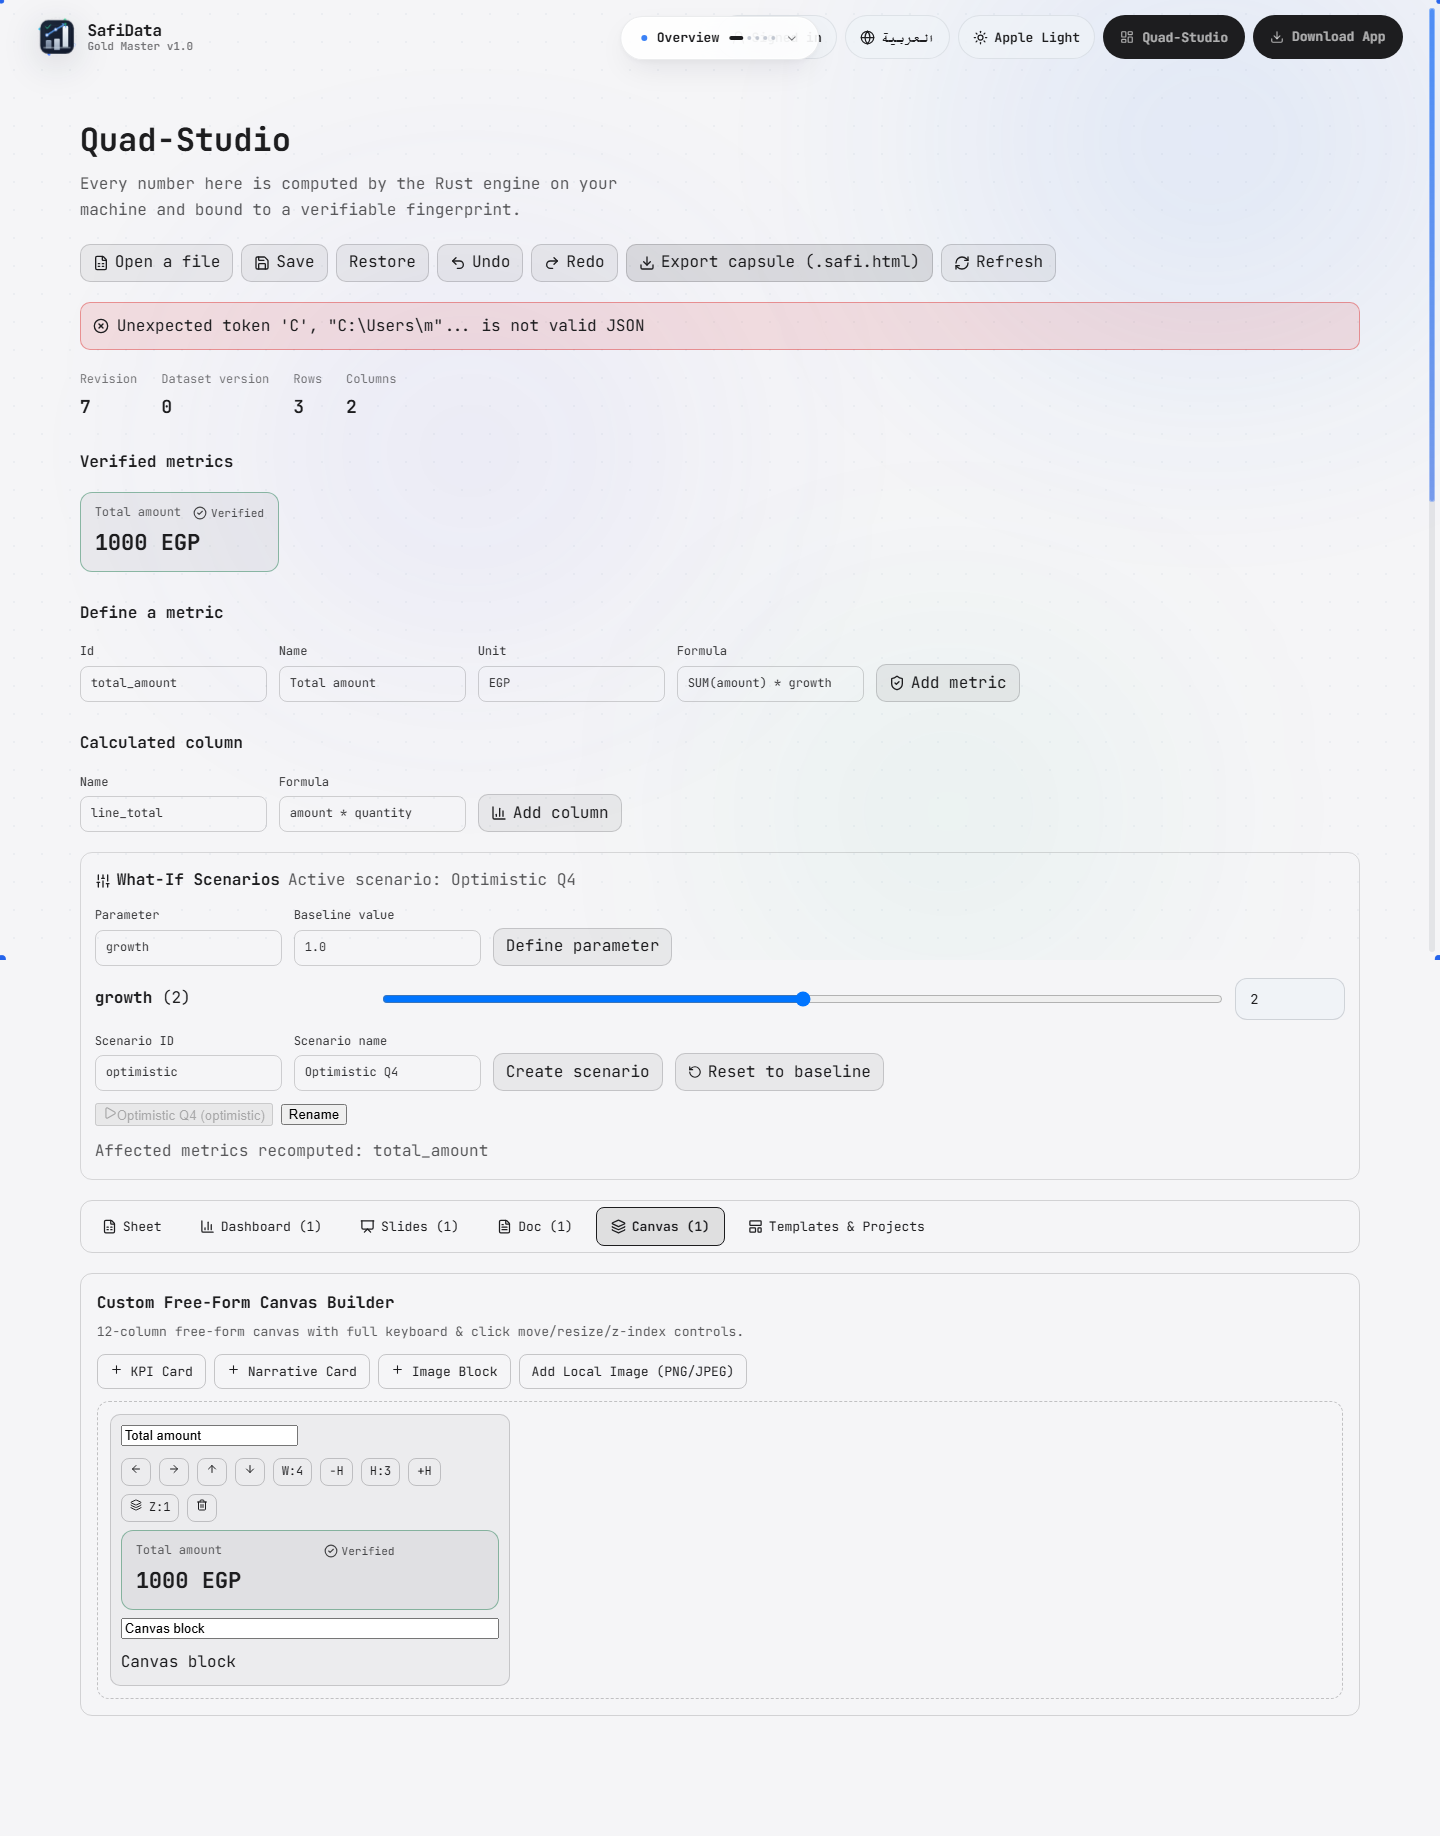 SafiData
Gold Master v1.0
Overview
العربية
Apple Light
Quad-Studio
Download App
Quad-Studio
Every number here is computed by the Rust engine on your
machine and bound to a verifiable fingerprint.
Open a file
Save
Restore
Undo
Redo
Export capsule (.safi.html)
Refresh
Unexpected token 'C', "C:\Users\m"... is not valid JSON
Revision Dataset version Rows Columns
7 0 3 2
Verified metrics
Total amount Verified
1000 EGP
Define a metric
Id Name Unit Formula
total_amount Total amount EGP SUM(amount) * growth Add metric
Calculated column
Name Formula
line_total amount * quantity Add column
What-If Scenarios Active scenario: Optimistic Q4
Parameter Baseline value
growth 1.0 Define parameter
growth (2) 2
Scenario ID Scenario name
optimistic Optimistic Q4 Create scenario Reset to baseline
Optimistic Q4 (optimistic) Rename
Affected metrics recomputed: total_amount
Sheet Dashboard (1) Slides (1) Doc (1) Canvas (1) Templates & Projects
Custom Free-Form Canvas Builder
12-column free-form canvas with full keyboard & click move/resize/z-index controls.
+ KPI Card + Narrative Card + Image Block Add Local Image (PNG/JPEG)
Total amount
← → ↑ ↓ W:4 -H H:3 +H
Z:1
Total amount Verified
1000 EGP
Canvas block
Canvas block